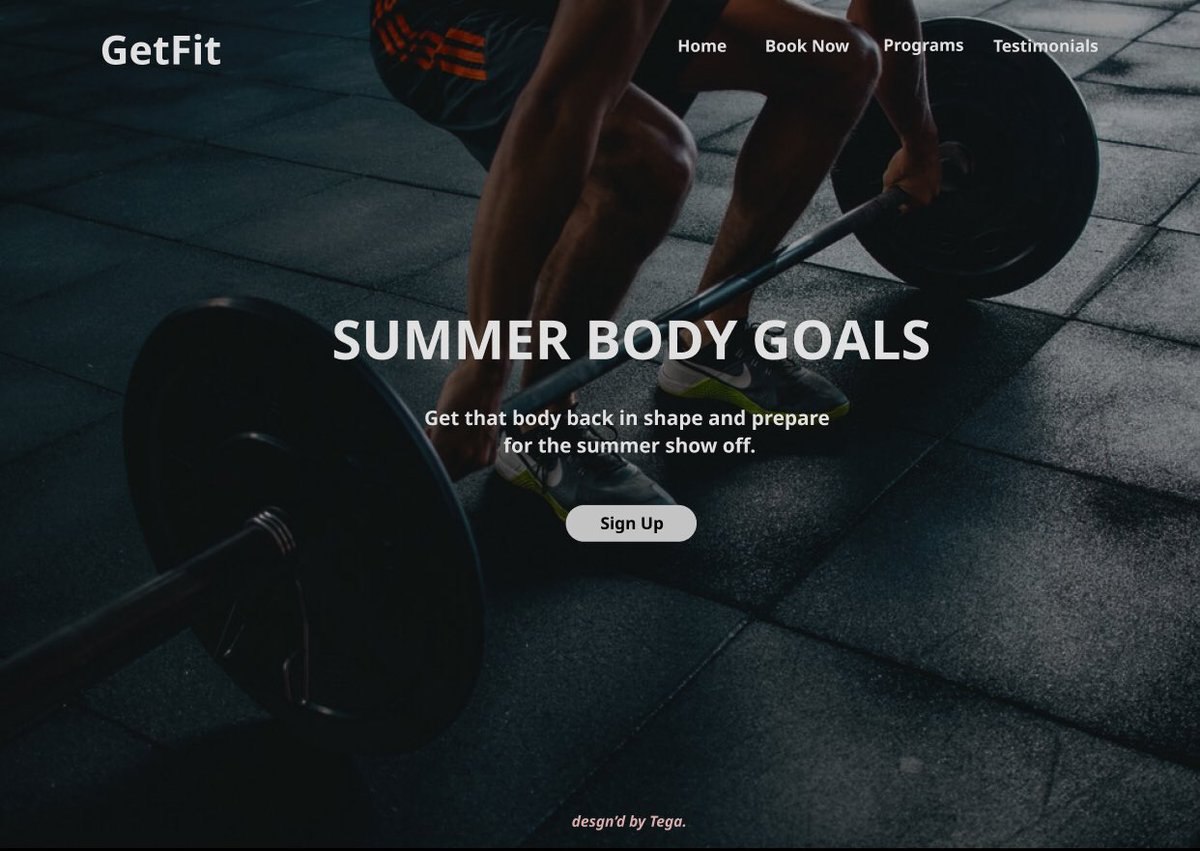 GetFit
Home Book Now Programs Testimonials
SUMMER BODY GOALS
Get that body back in shape and prepare
for the summer show off.
Sign Up
desgn'd by Tega.